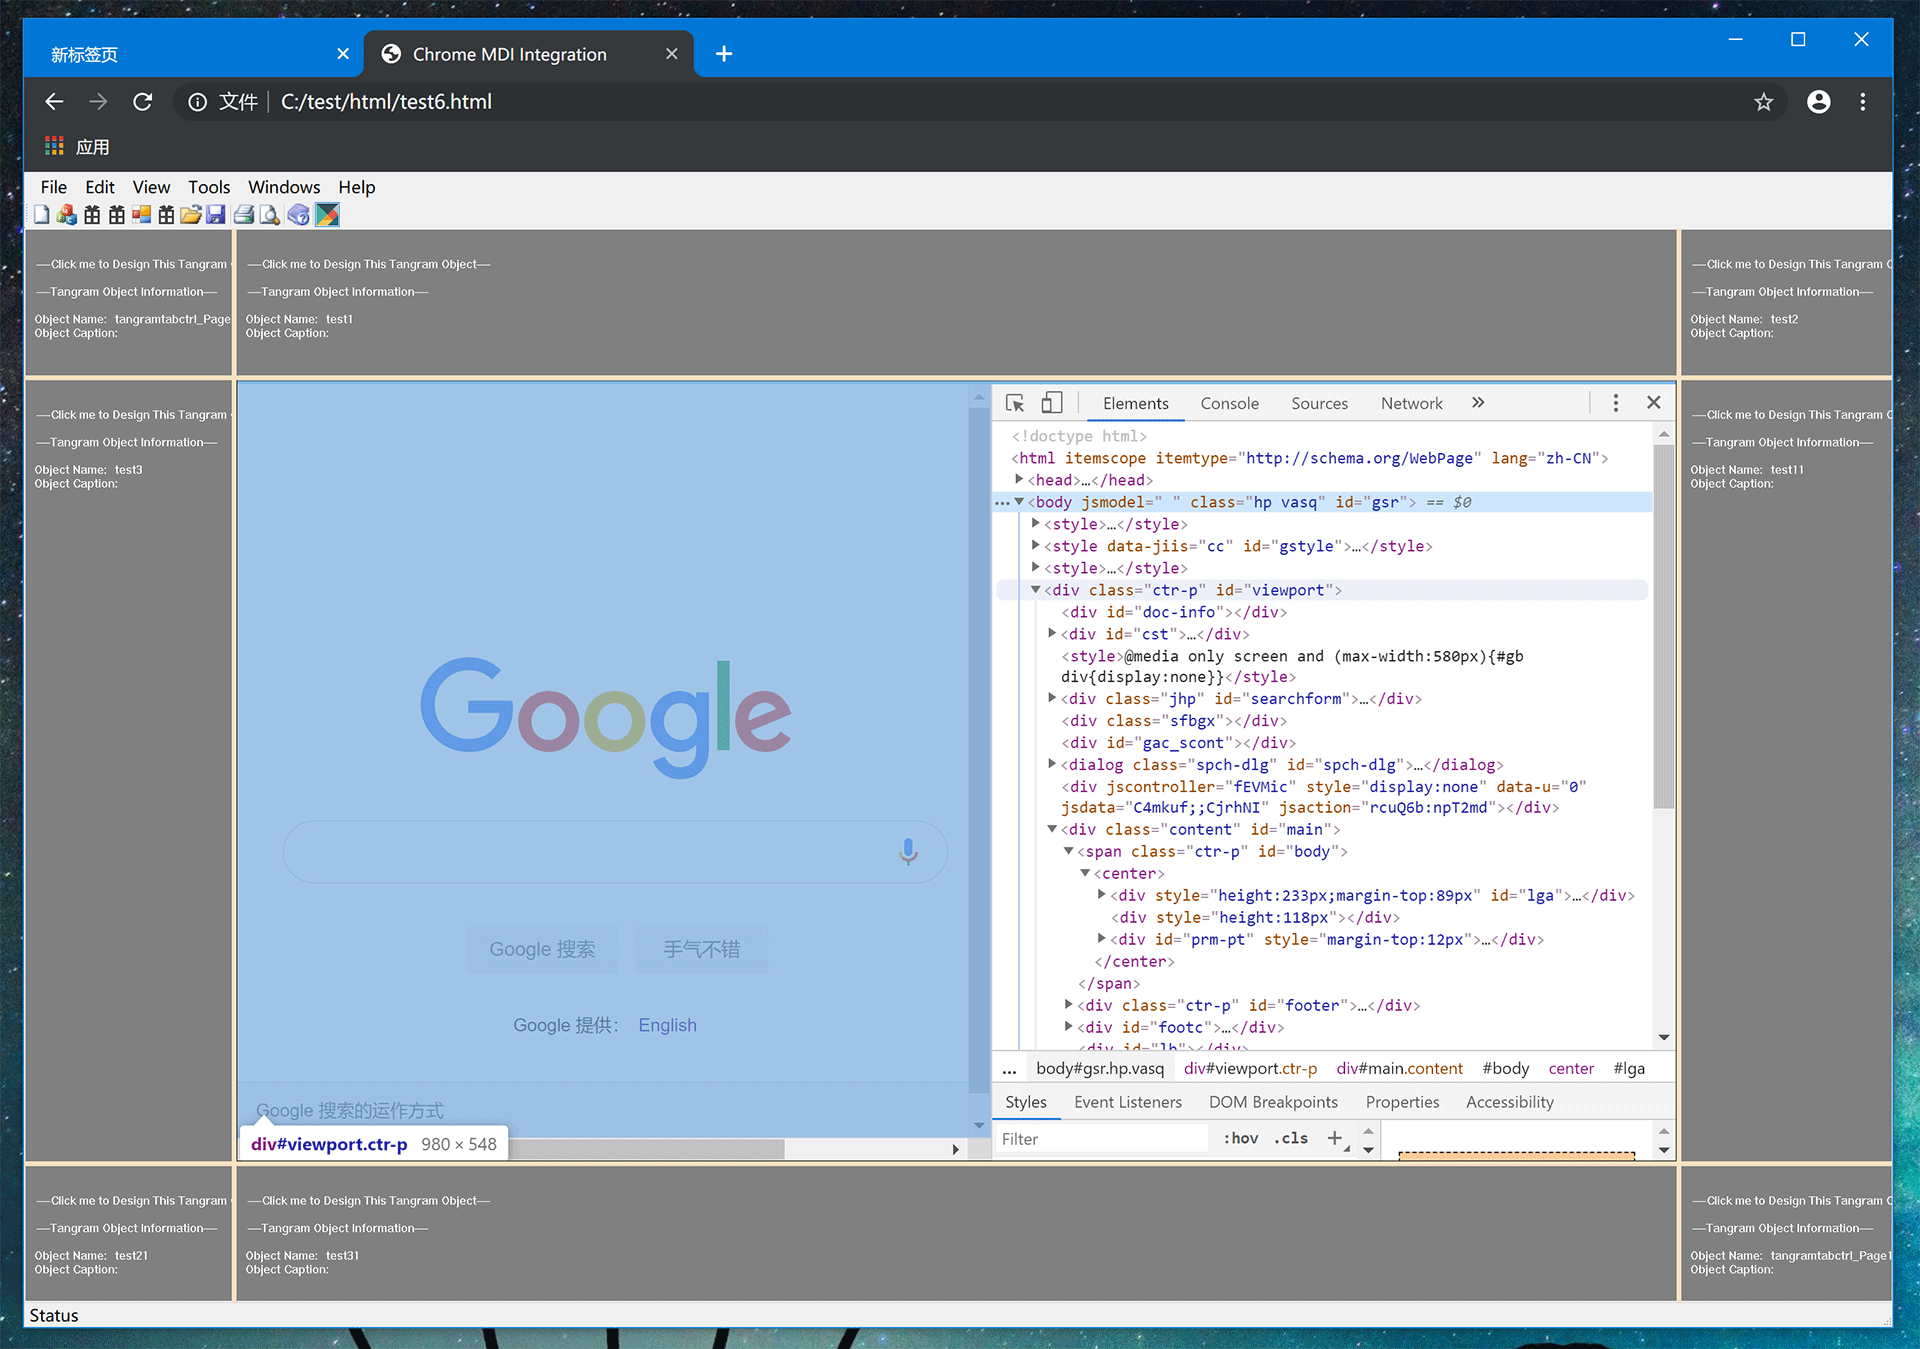 新标签页
Chrome MDI Integration
文件 C:/test/html/test6.html
应用
File Edit View Tools Windows Help
—Click me to Design This Tangram
—Tangram Object Information—
Object Name: tangramtabctrl_Page
Object Caption:
—Click me to Design This Tangram Object—
—Tangram Object Information—
Object Name: test1
Object Caption:
—Click me to Design This Tangram O
—Tangram Object Information—
Object Name: test2
Object Caption:
—Click me to Design This Tangram
—Tangram Object Information—
Object Name: test3
Object Caption:
Google
Google 搜索 手气不错
Google 提供： English
Google 搜索的运作方式
div#viewport.ctr-p 980 × 548
Elements Console Sources Network »
<!doctype html>
<html itemscope itemtype="http://schema.org/WebPage" lang="zh-CN">
<head>…</head>
<body jsmodel=" " class="hp vasq" id="gsr"> == $0
<style>…</style>
<style data-jiis="cc" id="gstyle">…</style>
<style>…</style>
<div class="ctr-p" id="viewport">
<div id="doc-info"></div>
<div id="cst">…</div>
<style>@media only screen and (max-width:580px){#gb
div{display:none}}</style>
<div class="jhp" id="searchform">…</div>
<div class="sfbgx"></div>
<div id="gac_scont"></div>
<dialog class="spch-dlg" id="spch-dlg">…</dialog>
<div jscontroller="fEVMic" style="display:none" data-u="0"
jsdata="C4mkuf;;CjrhNI" jsaction="rcuQ6b:npT2md"></div>
<div class="content" id="main">
<span class="ctr-p" id="body">
<center>
<div style="height:233px;margin-top:89px" id="lga">…</div>
<div style="height:118px"></div>
<div id="prm-pt" style="margin-top:12px">…</div>
</center>
</span>
<div class="ctr-p" id="footer">…</div>
<div id="footc">…</div>
<div id="lb"></div>
... body#gsr.hp.vasq div#viewport.ctr-p div#main.content #body center #lga
Styles Event Listeners DOM Breakpoints Properties Accessibility
Filter :hov .cls +
—Click me to Design This Tangram O
—Tangram Object Information—
Object Name: test11
Object Caption:
—Click me to Design This Tangram
—Tangram Object Information—
Object Name: test21
Object Caption:
—Click me to Design This Tangram Object—
—Tangram Object Information—
Object Name: test31
Object Caption:
—Click me to Design This Tangram O
—Tangram Object Information—
Object Name: tangramtabctrl_Page1
Object Caption:
Status